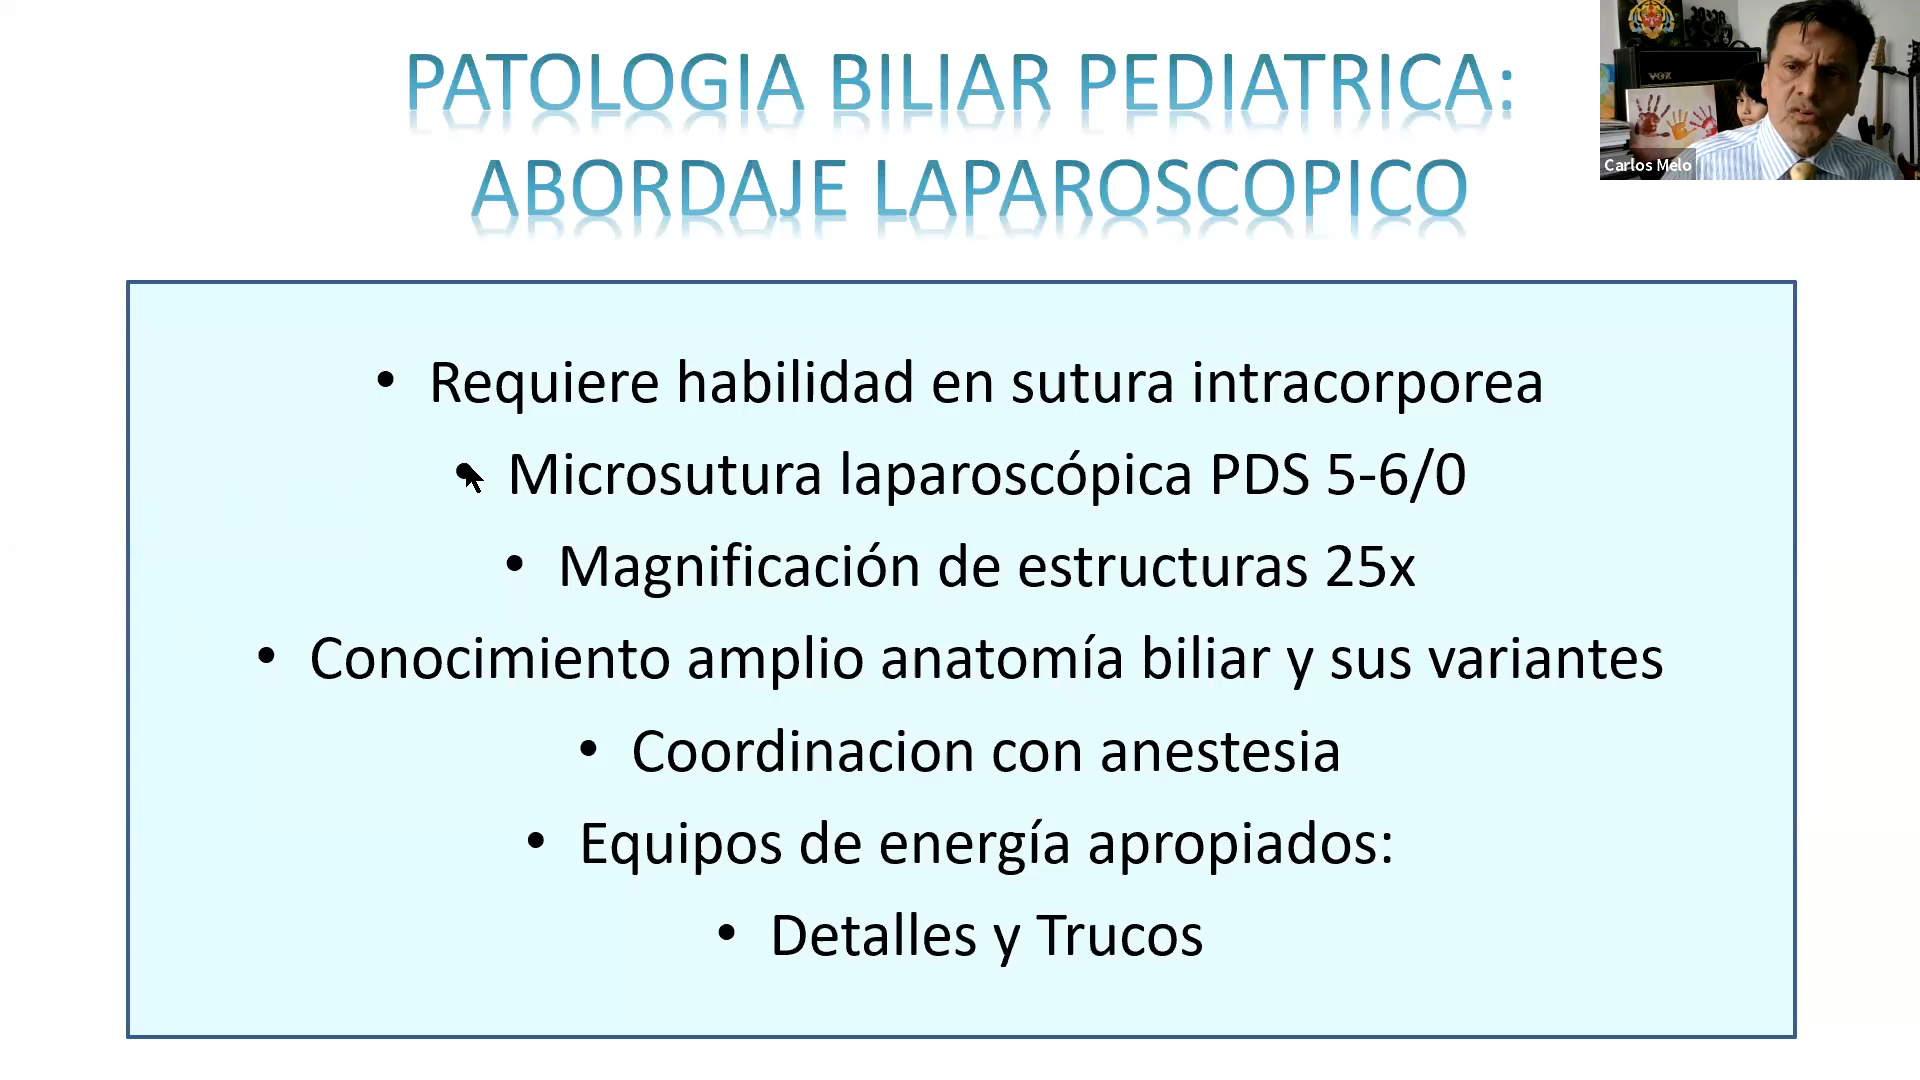 PATOLOGIA BILIAR PEDIATRICA:
ABORDAJE LAPAROSCOPICO
VOX
Carlos Melo
• Requiere habilidad en sutura intracorporea
• Microsutura laparoscópica PDS 5-6/0
• Magnificación de estructuras 25x
• Conocimiento amplio anatomía biliar y sus variantes
• Coordinacion con anestesia
• Equipos de energía apropiados:
• Detalles y Trucos